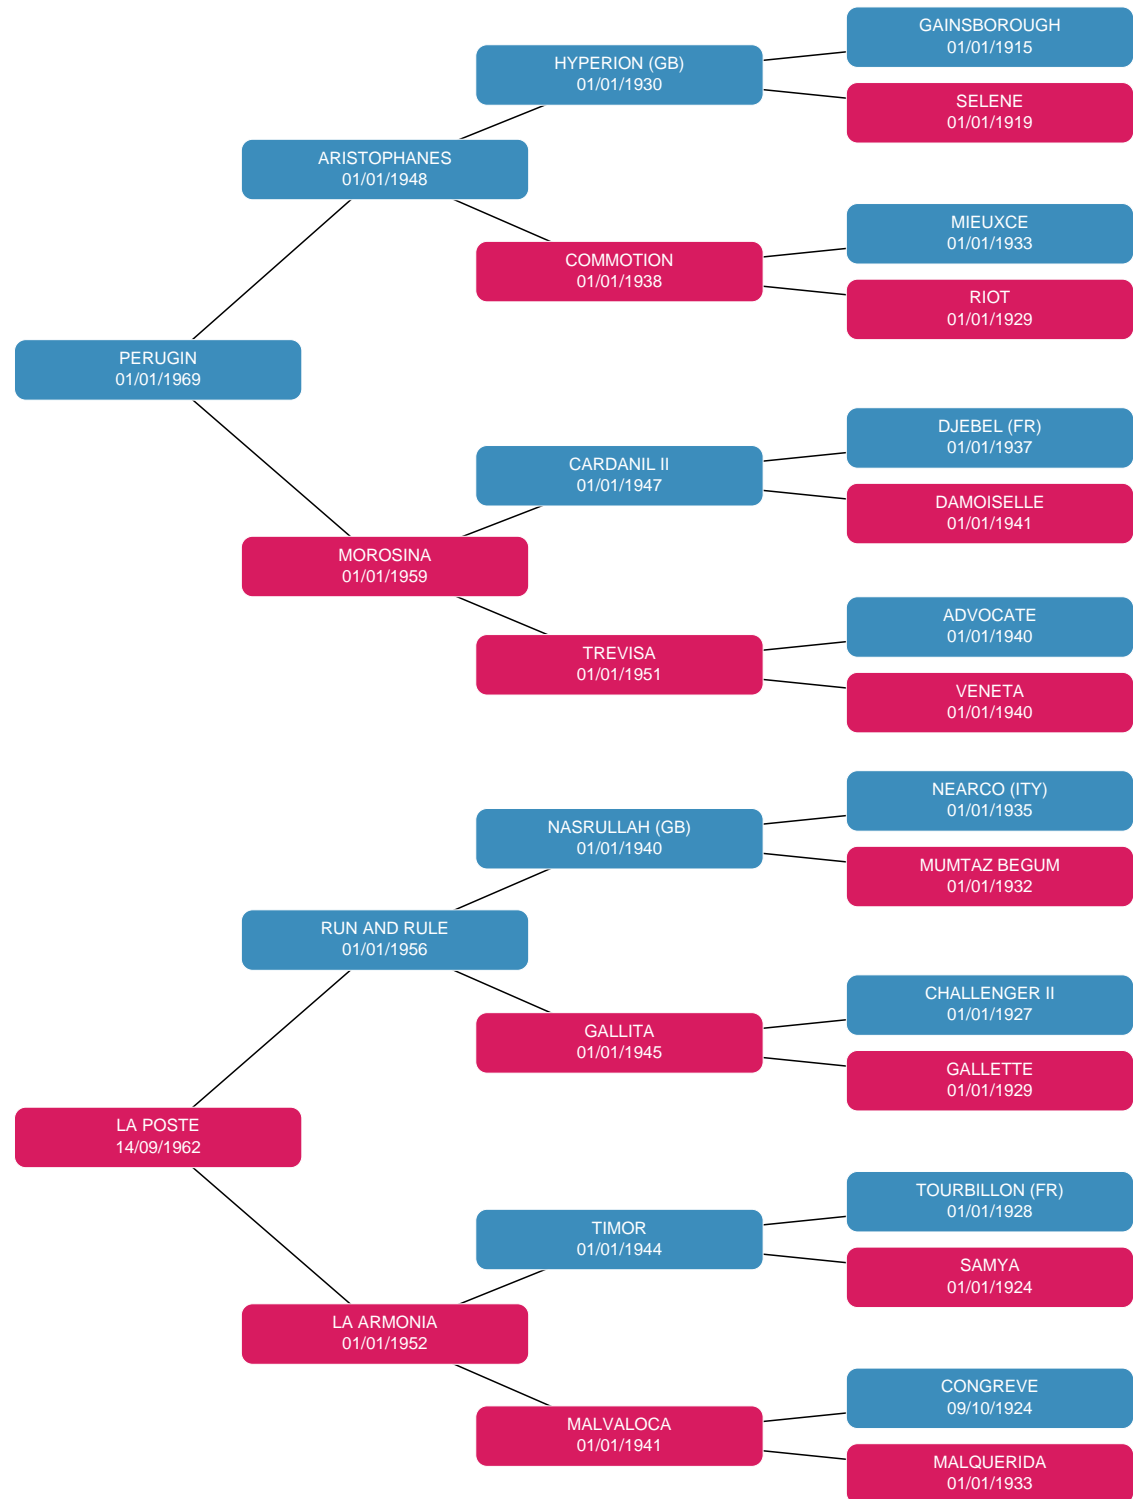 GAINSBOROUGH
01/01/1915
HYPERION (GB)
01/01/1930
SELENE
01/01/1919
ARISTOPHANES
01/01/1948
MIEUXCE
01/01/1933
COMMOTION
01/01/1938
RIOT
01/01/1929
PERUGIN
01/01/1969
DJEBEL (FR)
01/01/1937
CARDANIL II
01/01/1947
DAMOISELLE
01/01/1941
MOROSINA
01/01/1959
ADVOCATE
01/01/1940
TREVISA
01/01/1951
VENETA
01/01/1940
NEARCO (ITY)
01/01/1935
NASRULLAH (GB)
01/01/1940
MUMTAZ BEGUM
01/01/1932
RUN AND RULE
01/01/1956
CHALLENGER II
01/01/1927
GALLITA
01/01/1945
GALLETTE
01/01/1929
LA POSTE
14/09/1962
TOURBILLON (FR)
01/01/1928
TIMOR
01/01/1944
SAMYA
01/01/1924
LA ARMONIA
01/01/1952
CONGREVE
09/10/1924
MALVALOCA
01/01/1941
MALQUERIDA
01/01/1933